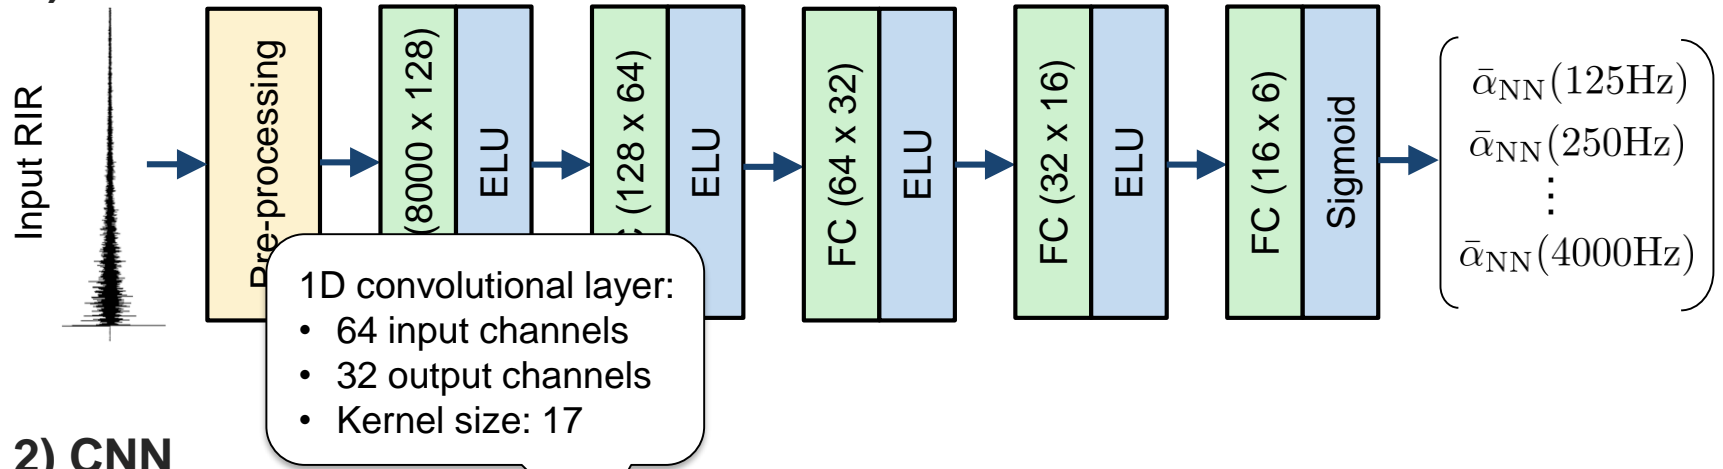 Input RIR
Pre-processing
(8000 x 128)
ELU
(128 x 64)
ELU
FC (64 x 32)
ELU
FC (32 x 16)
ELU
FC (16 x 6)
Sigmoid
ᾱNN(125Hz)
ᾱNN(250Hz)
⋮
ᾱNN(4000Hz)
1D convolutional layer:
• 64 input channels
• 32 output channels
• Kernel size: 17
2) CNN